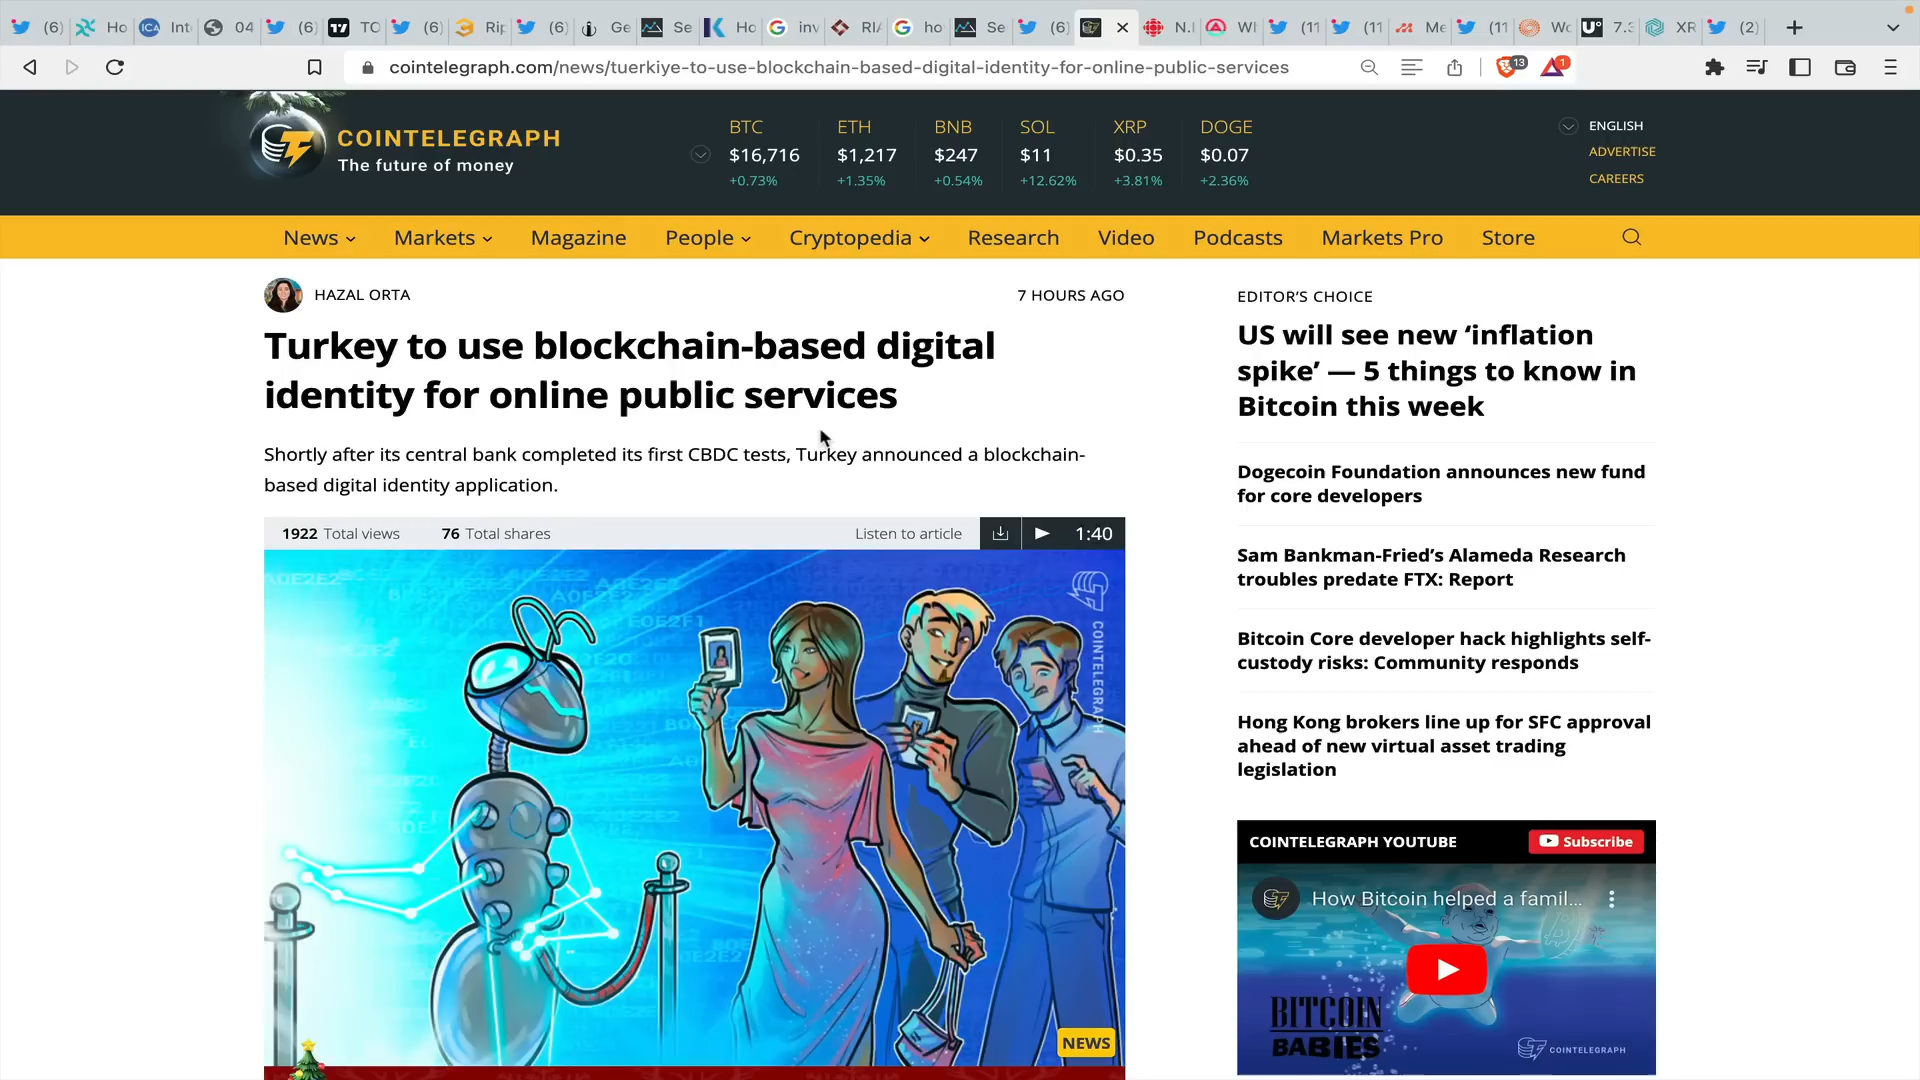 (6)
Ho
Int
04
(6)
TO
(6)
Rip
(6)
Ge
Se
Ho
inv
RIA
ho
Se
(6)
N.I
Wh
(11
(11
Me
(11
Wo
7.3
XR
(2)
cointelegraph.com/news/tuerkiye-to-use-blockchain-based-digital-identity-for-online-public-services
13
1
COINTELEGRAPH
The future of money
BTC ETH BNB SOL XRP DOGE
$16,716 $1,217 $247 $11 $0.35 $0.07
+0.73% +1.35% +0.54% +12.62% +3.81% +2.36%
ENGLISH
ADVERTISE
CAREERS
News Markets Magazine People Cryptopedia Research Video Podcasts Markets Pro Store
HAZAL ORTA
7 HOURS AGO
Turkey to use blockchain-based digital
identity for online public services
Shortly after its central bank completed its first CBDC tests, Turkey announced a blockchain-
based digital identity application.
1922 Total views 76 Total shares Listen to article 1:40
COINTELEGRAPH
NEWS
EDITOR'S CHOICE
US will see new ‘inflation
spike’ — 5 things to know in
Bitcoin this week
Dogecoin Foundation announces new fund
for core developers
Sam Bankman-Fried’s Alameda Research
troubles predate FTX: Report
Bitcoin Core developer hack highlights self-
custody risks: Community responds
Hong Kong brokers line up for SFC approval
ahead of new virtual asset trading
legislation
COINTELEGRAPH YOUTUBE
Subscribe
How Bitcoin helped a famil...
BITCOIN
BABIES
COINTELEGRAPH